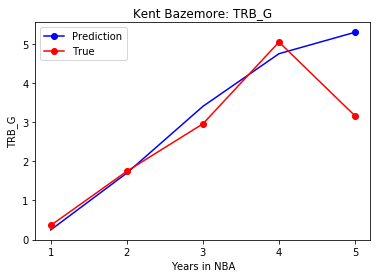 Kent Bazemore: TRB_G
Prediction
True
TRB_G
5
4
3
2
1
0
1 2 3 4 5
Years in NBA